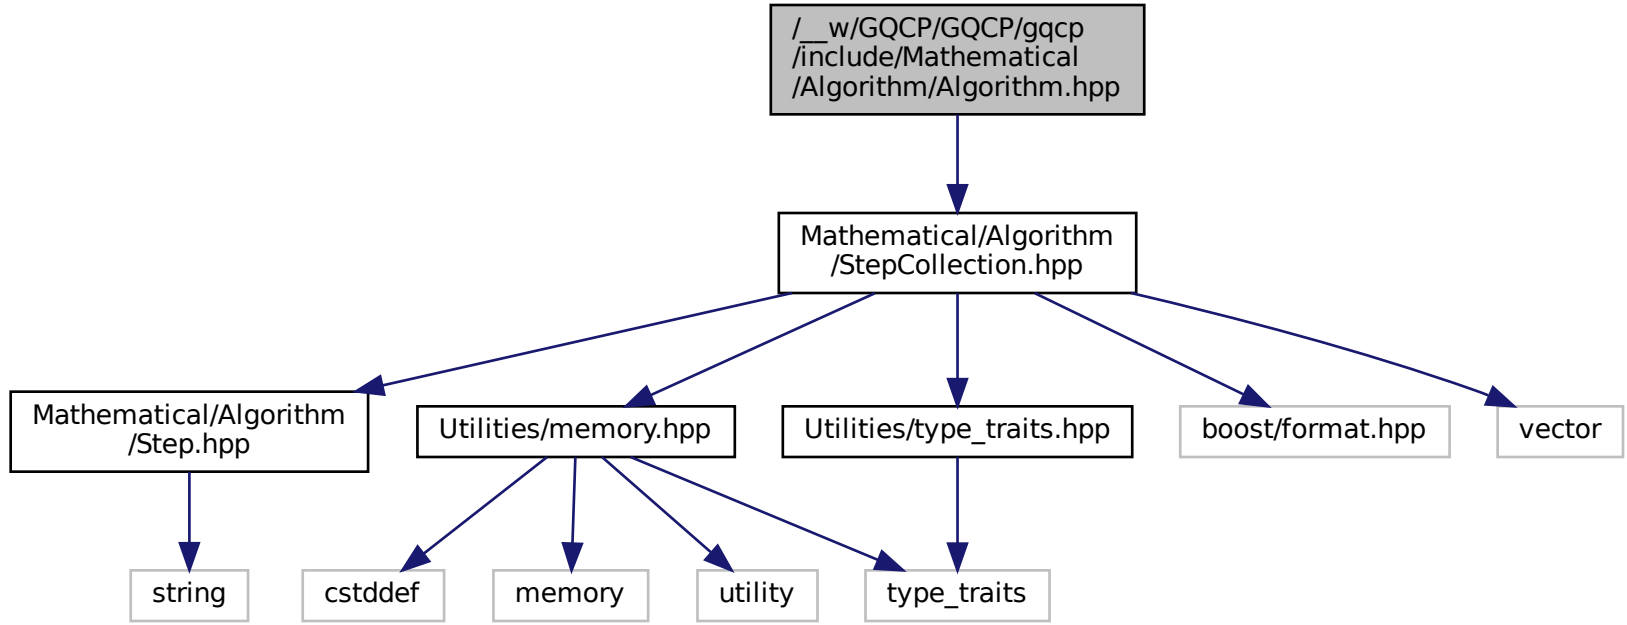 /__w/GQCP/GQCP/gqcp
/include/Mathematical
/Algorithm/Algorithm.hpp
Mathematical/Algorithm
/StepCollection.hpp
Mathematical/Algorithm
/Step.hpp
Utilities/memory.hpp
Utilities/type_traits.hpp
boost/format.hpp
vector
string
cstddef
memory
utility
type_traits